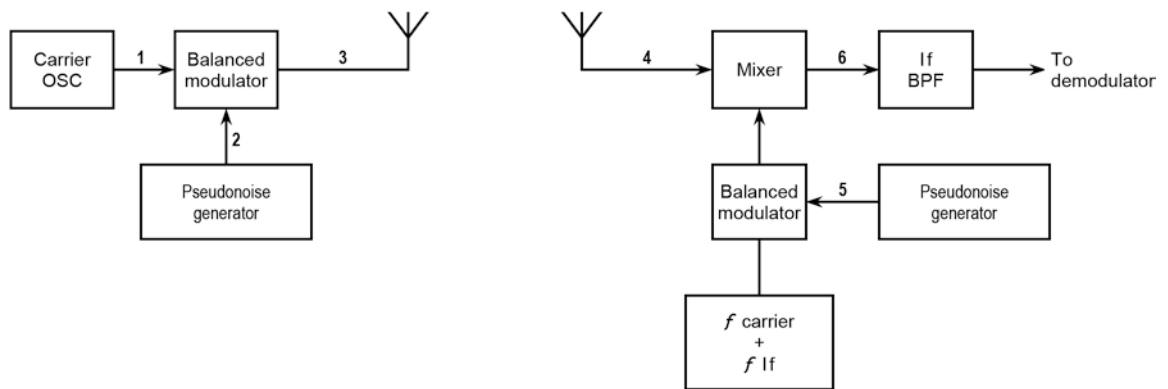 Carrier
OSC
1
Balanced
modulator
3
2
Pseudonoise
generator
4
Mixer
6
If
BPF
To
demodulator
Balanced
modulator
5
Pseudonoise
generator
f carrier
+
f If